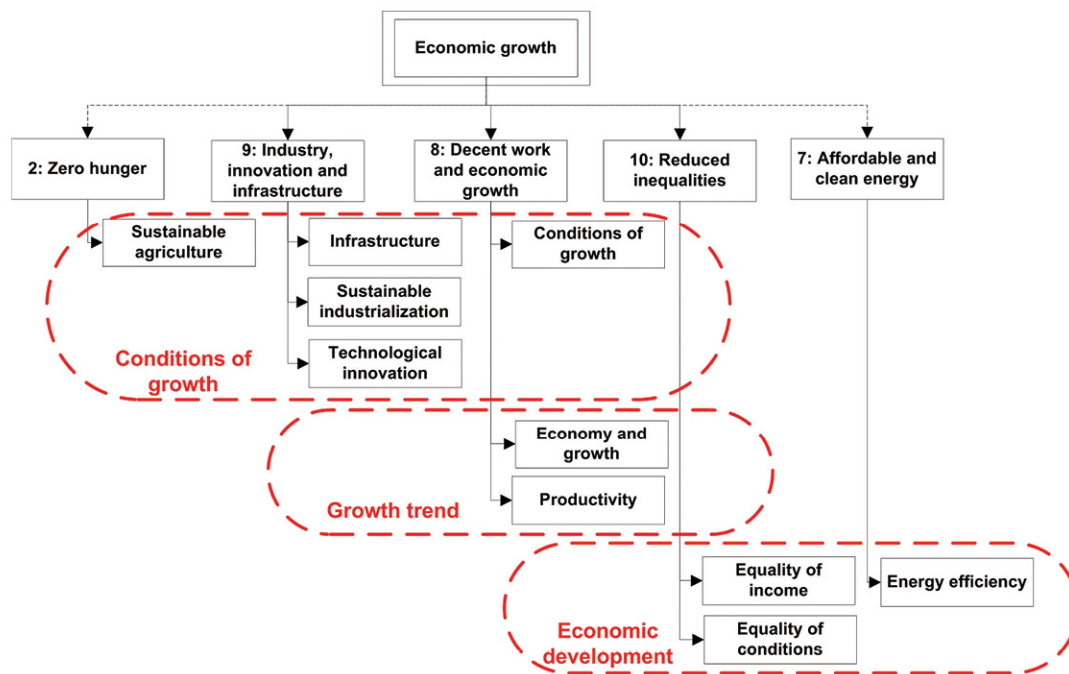 Economic growth
2: Zero hunger
9: Industry,
innovation and
infrastructure
8: Decent work
and economic
growth
10: Reduced
inequalities
7: Affordable and
clean energy
Sustainable
agriculture
Infrastructure
Conditions of
growth
Sustainable
industrialization
Technological
innovation
Conditions of
growth
Economy and
growth
Productivity
Growth trend
Equality of
income
Energy efficiency
Equality of
conditions
Economic
development